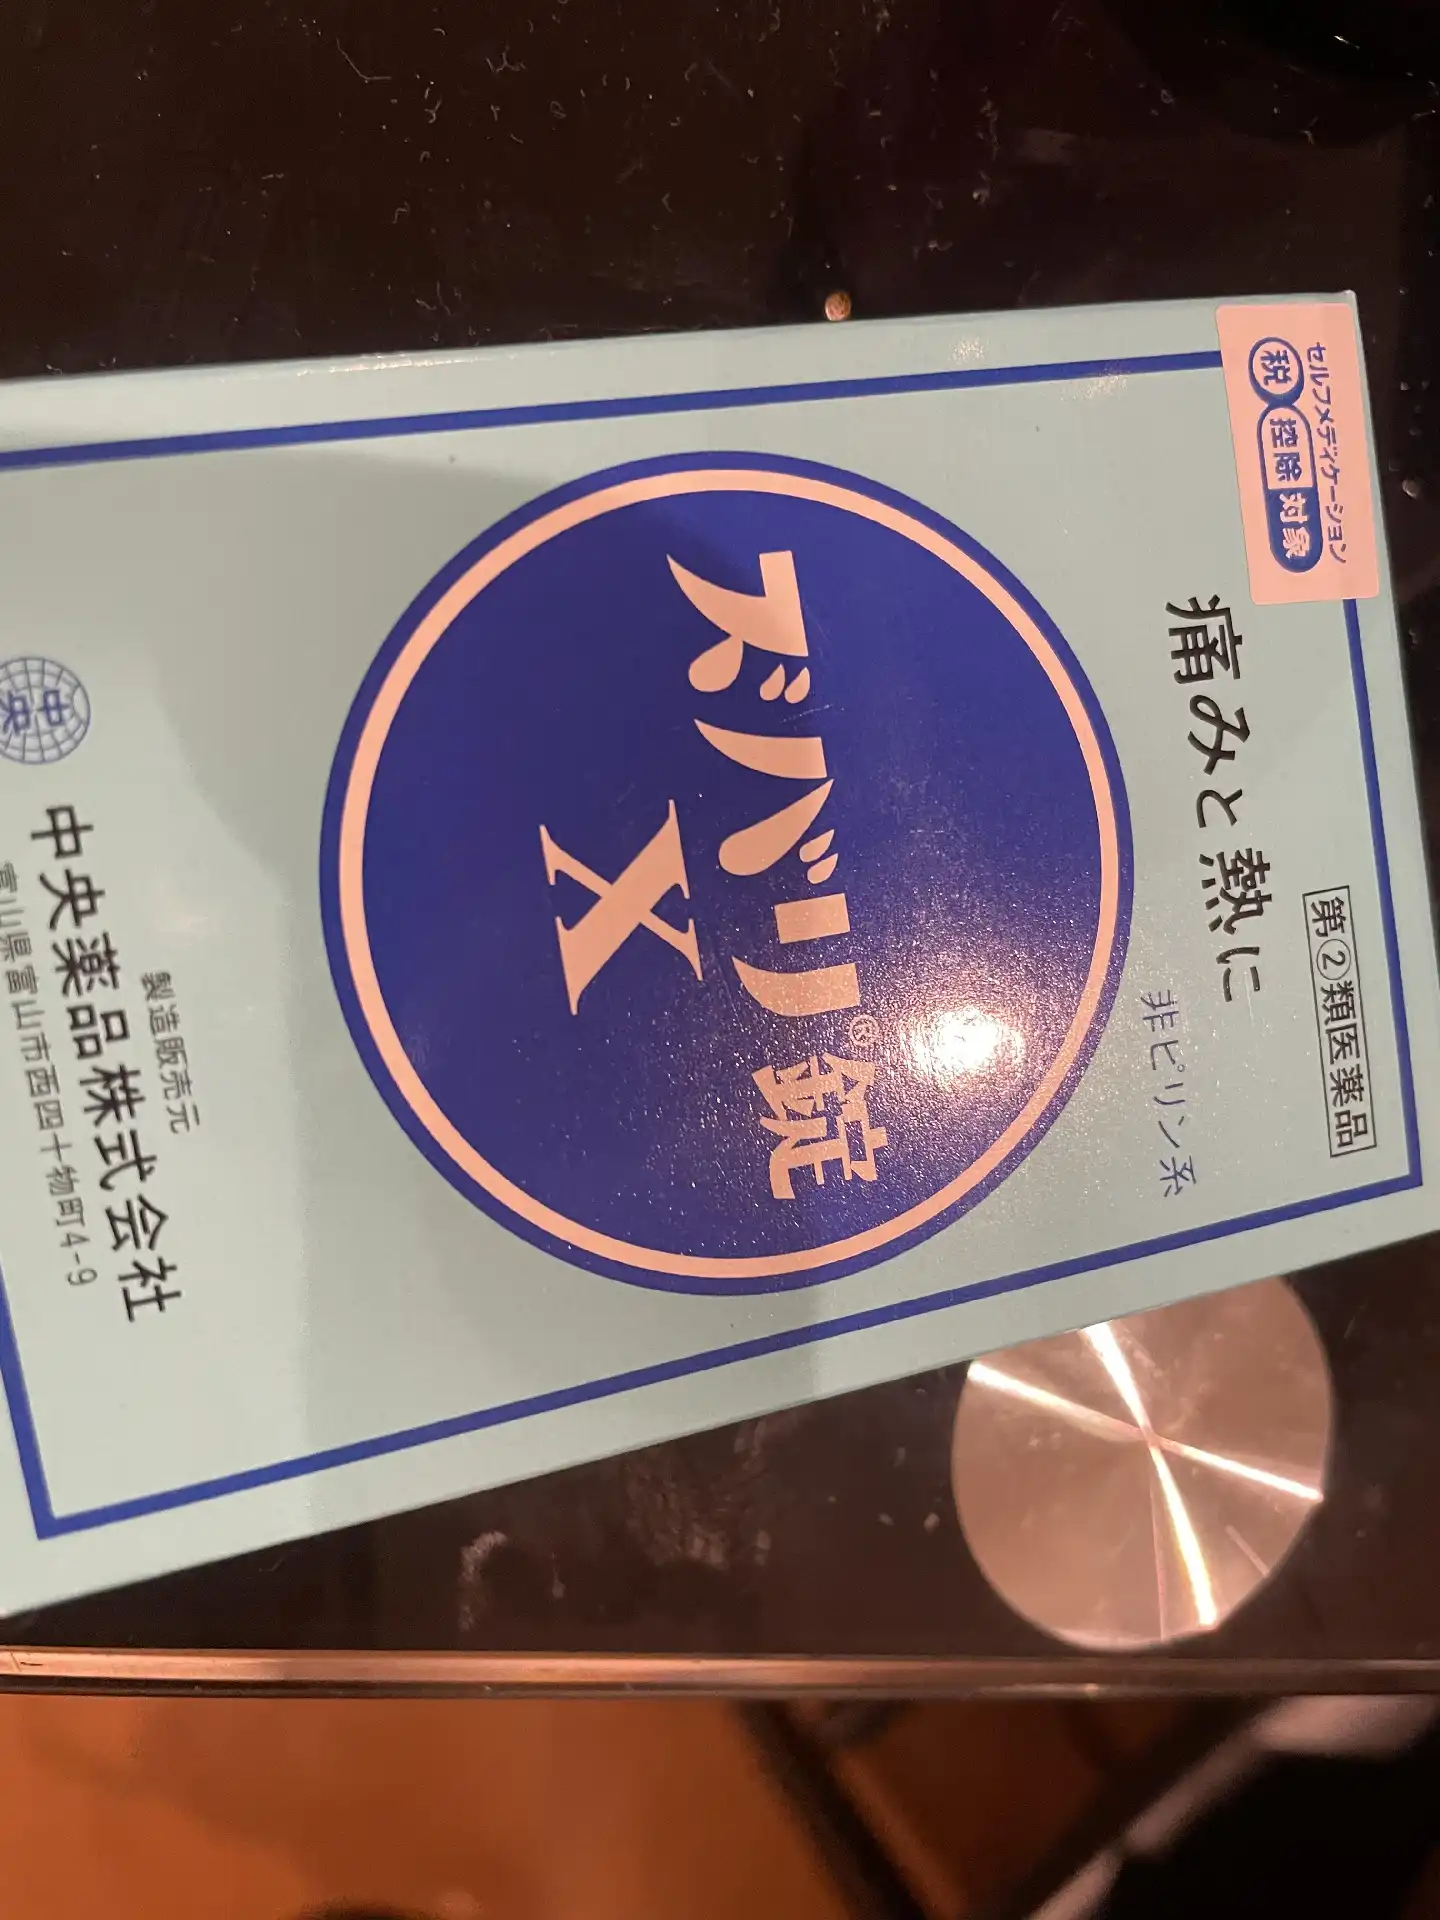 セルフメディケーション
税 控除 対象
第②類医薬品
痛みと熱に
非ピリン系
ズバリ®錠
X
製造販売元
中央
中央薬品株式会社
富山県富山市西四十物町4-9